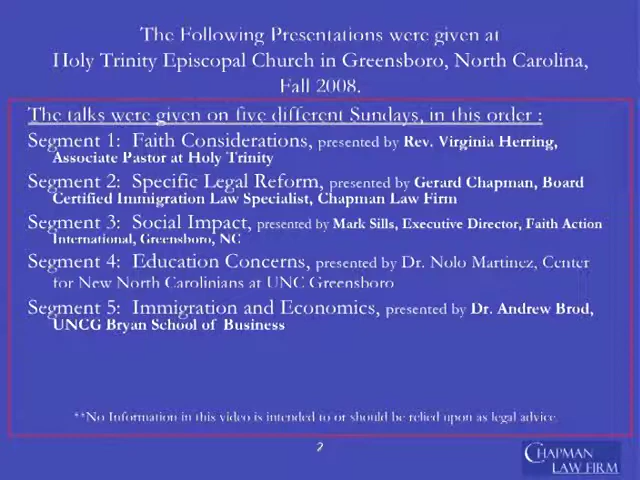 The Following Presentations were given at
Holy Trinity Episcopal Church in Greensboro, North Carolina,
Fall 2008.
The talks were given on five different Sundays, in this order :
Segment 1: Faith Considerations, presented by Rev. Virginia Herring,
Associate Pastor at Holy Trinity
Segment 2: Specific Legal Reform, presented by Gerard Chapman, Board
Certified Immigration Law Specialist, Chapman Law Firm
Segment 3: Social Impact, presented by Mark Sills, Executive Director, Faith Action
International, Greensboro, NC
Segment 4: Education Concerns, presented by Dr. Nolo Martinez, Center
for New North Carolinians at UNC Greensboro
Segment 5: Immigration and Economics, presented by Dr. Andrew Brod,
UNCG Bryan School of Business
**No Information in this video is intended to or should be relied upon as legal advice.
2
CHAPMAN
LAW FIRM